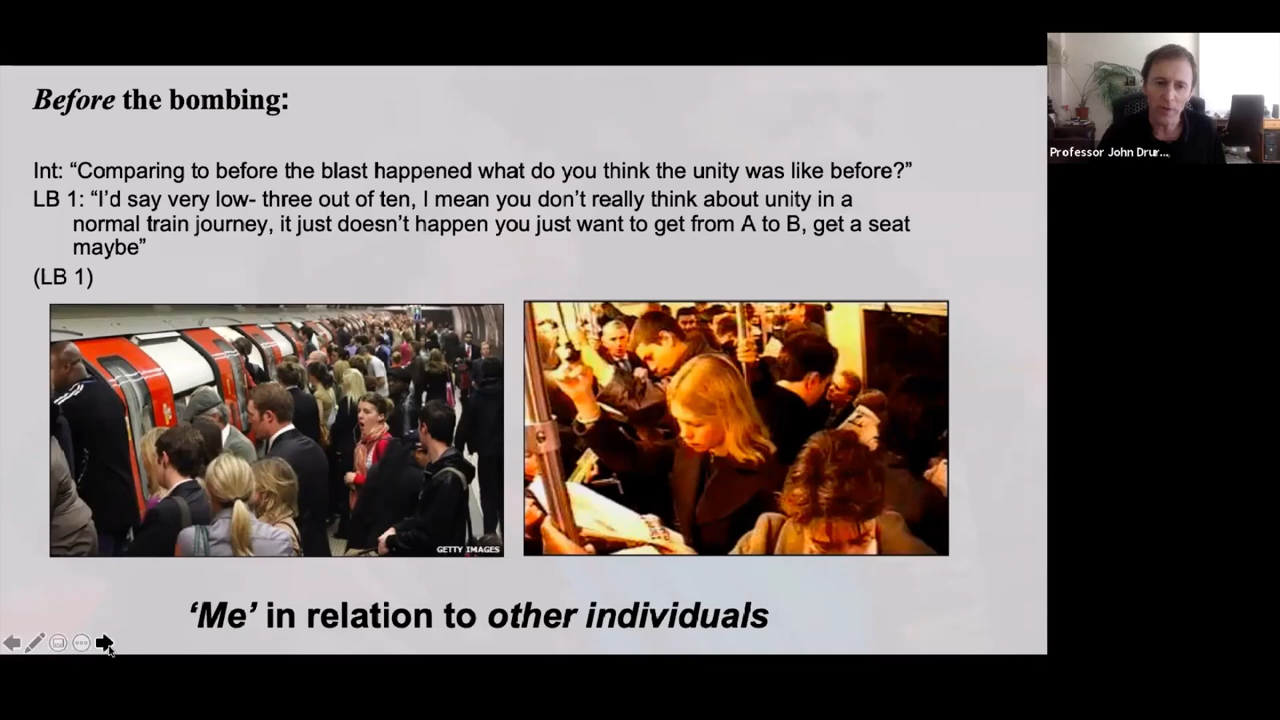 Before the bombing:
Int: “Comparing to before the blast happened what do you think the unity was like before?”
LB 1: “I’d say very low- three out of ten, I mean you don’t really think about unity in a
normal train journey, it just doesn’t happen you just want to get from A to B, get a seat
maybe”
(LB 1)
GETTY IMAGES
‘Me’ in relation to other individuals
Professor John Drur...